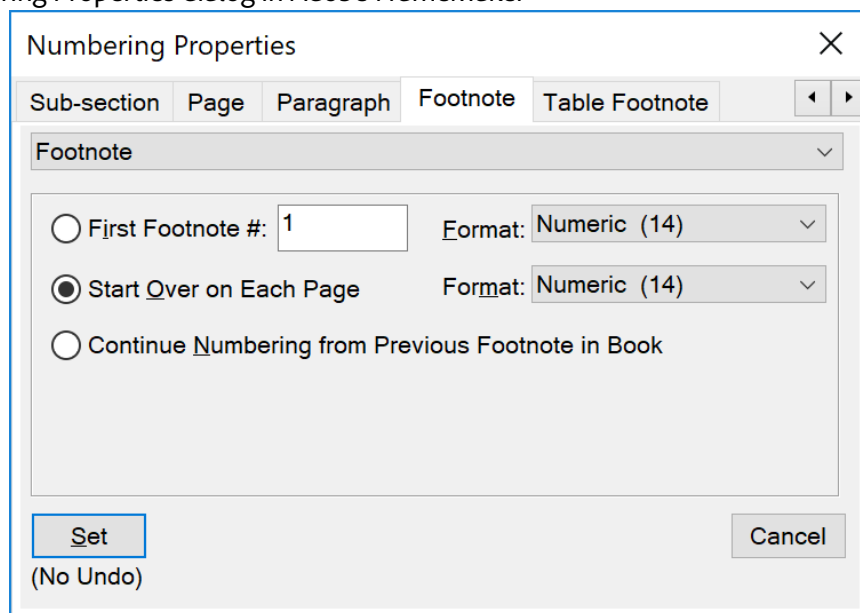 Numbering Properties
Sub-section Page Paragraph Footnote Table Footnote
Footnote
First Footnote #: 1 Format: Numeric (14)
Start Over on Each Page Format: Numeric (14)
Continue Numbering from Previous Footnote in Book
Set Cancel
(No Undo)